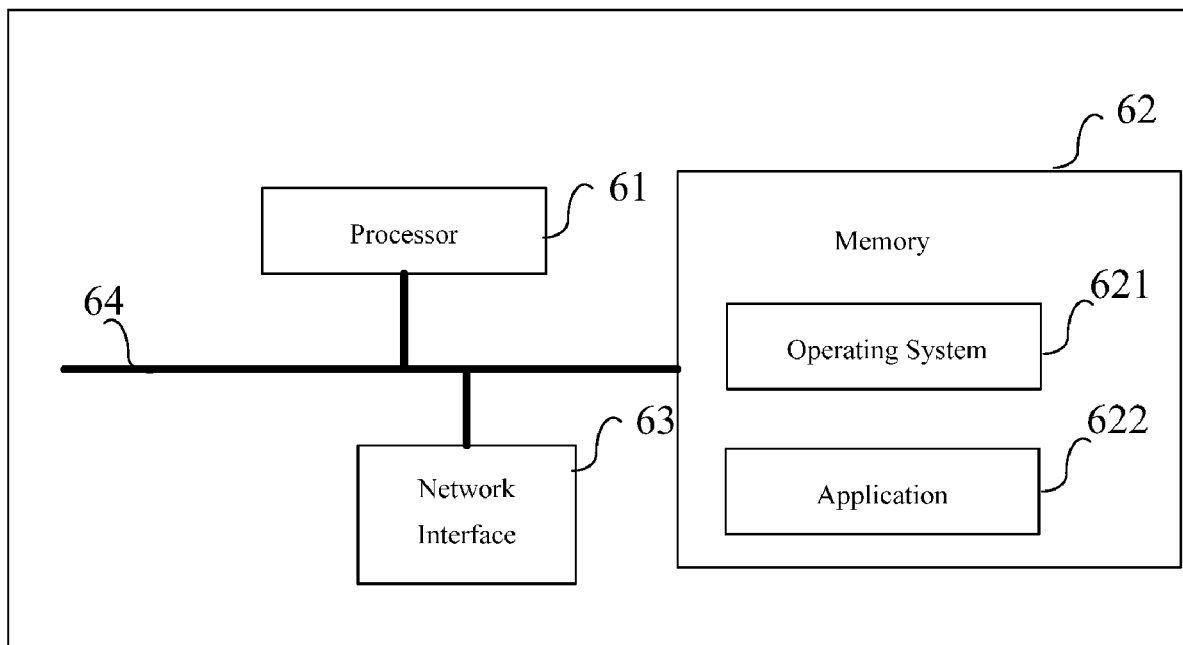 62
61
Processor
Memory
64
621
Operating System
63
622
Network
Interface
Application